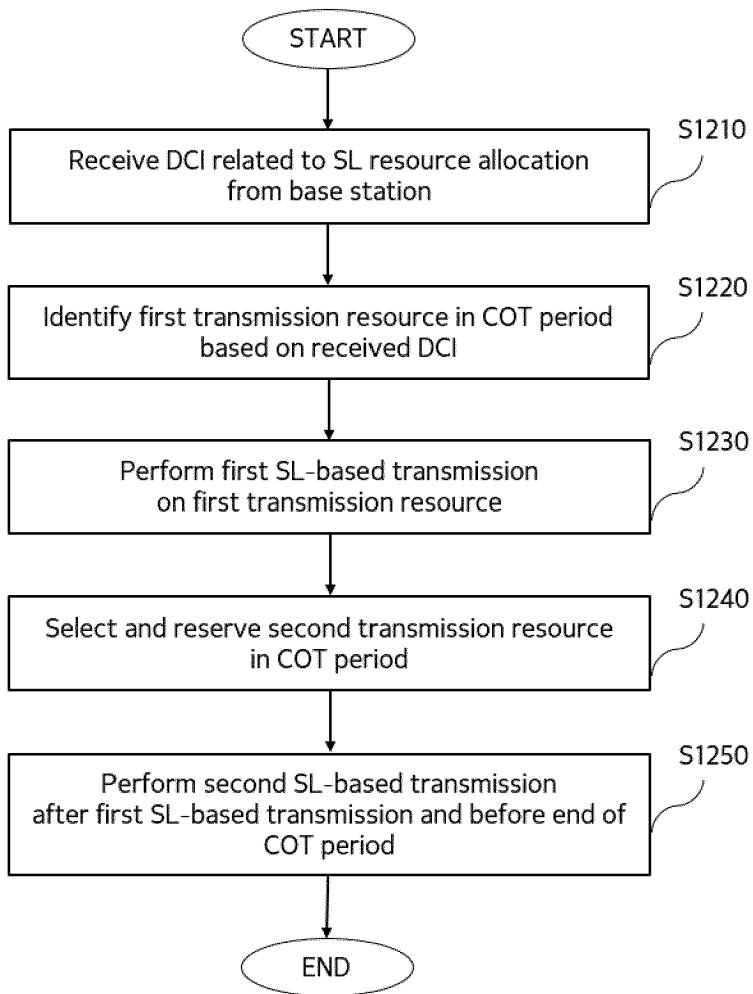 START
S1210
Receive DCI related to SL resource allocation
from base station
S1220
Identify first transmission resource in COT period
based on received DCI
S1230
Perform first SL-based transmission
on first transmission resource
S1240
Select and reserve second transmission resource
in COT period
S1250
Perform second SL-based transmission
after first SL-based transmission and before end of
COT period
END